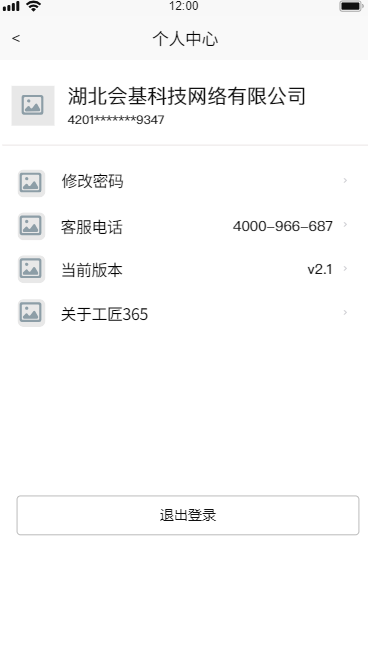 12:00
<
个人中心
湖北会基科技网络有限公司
4201*******9347
修改密码 ›
客服电话 4000-966-687 ›
当前版本 v2.1 ›
关于工匠365 ›
退出登录